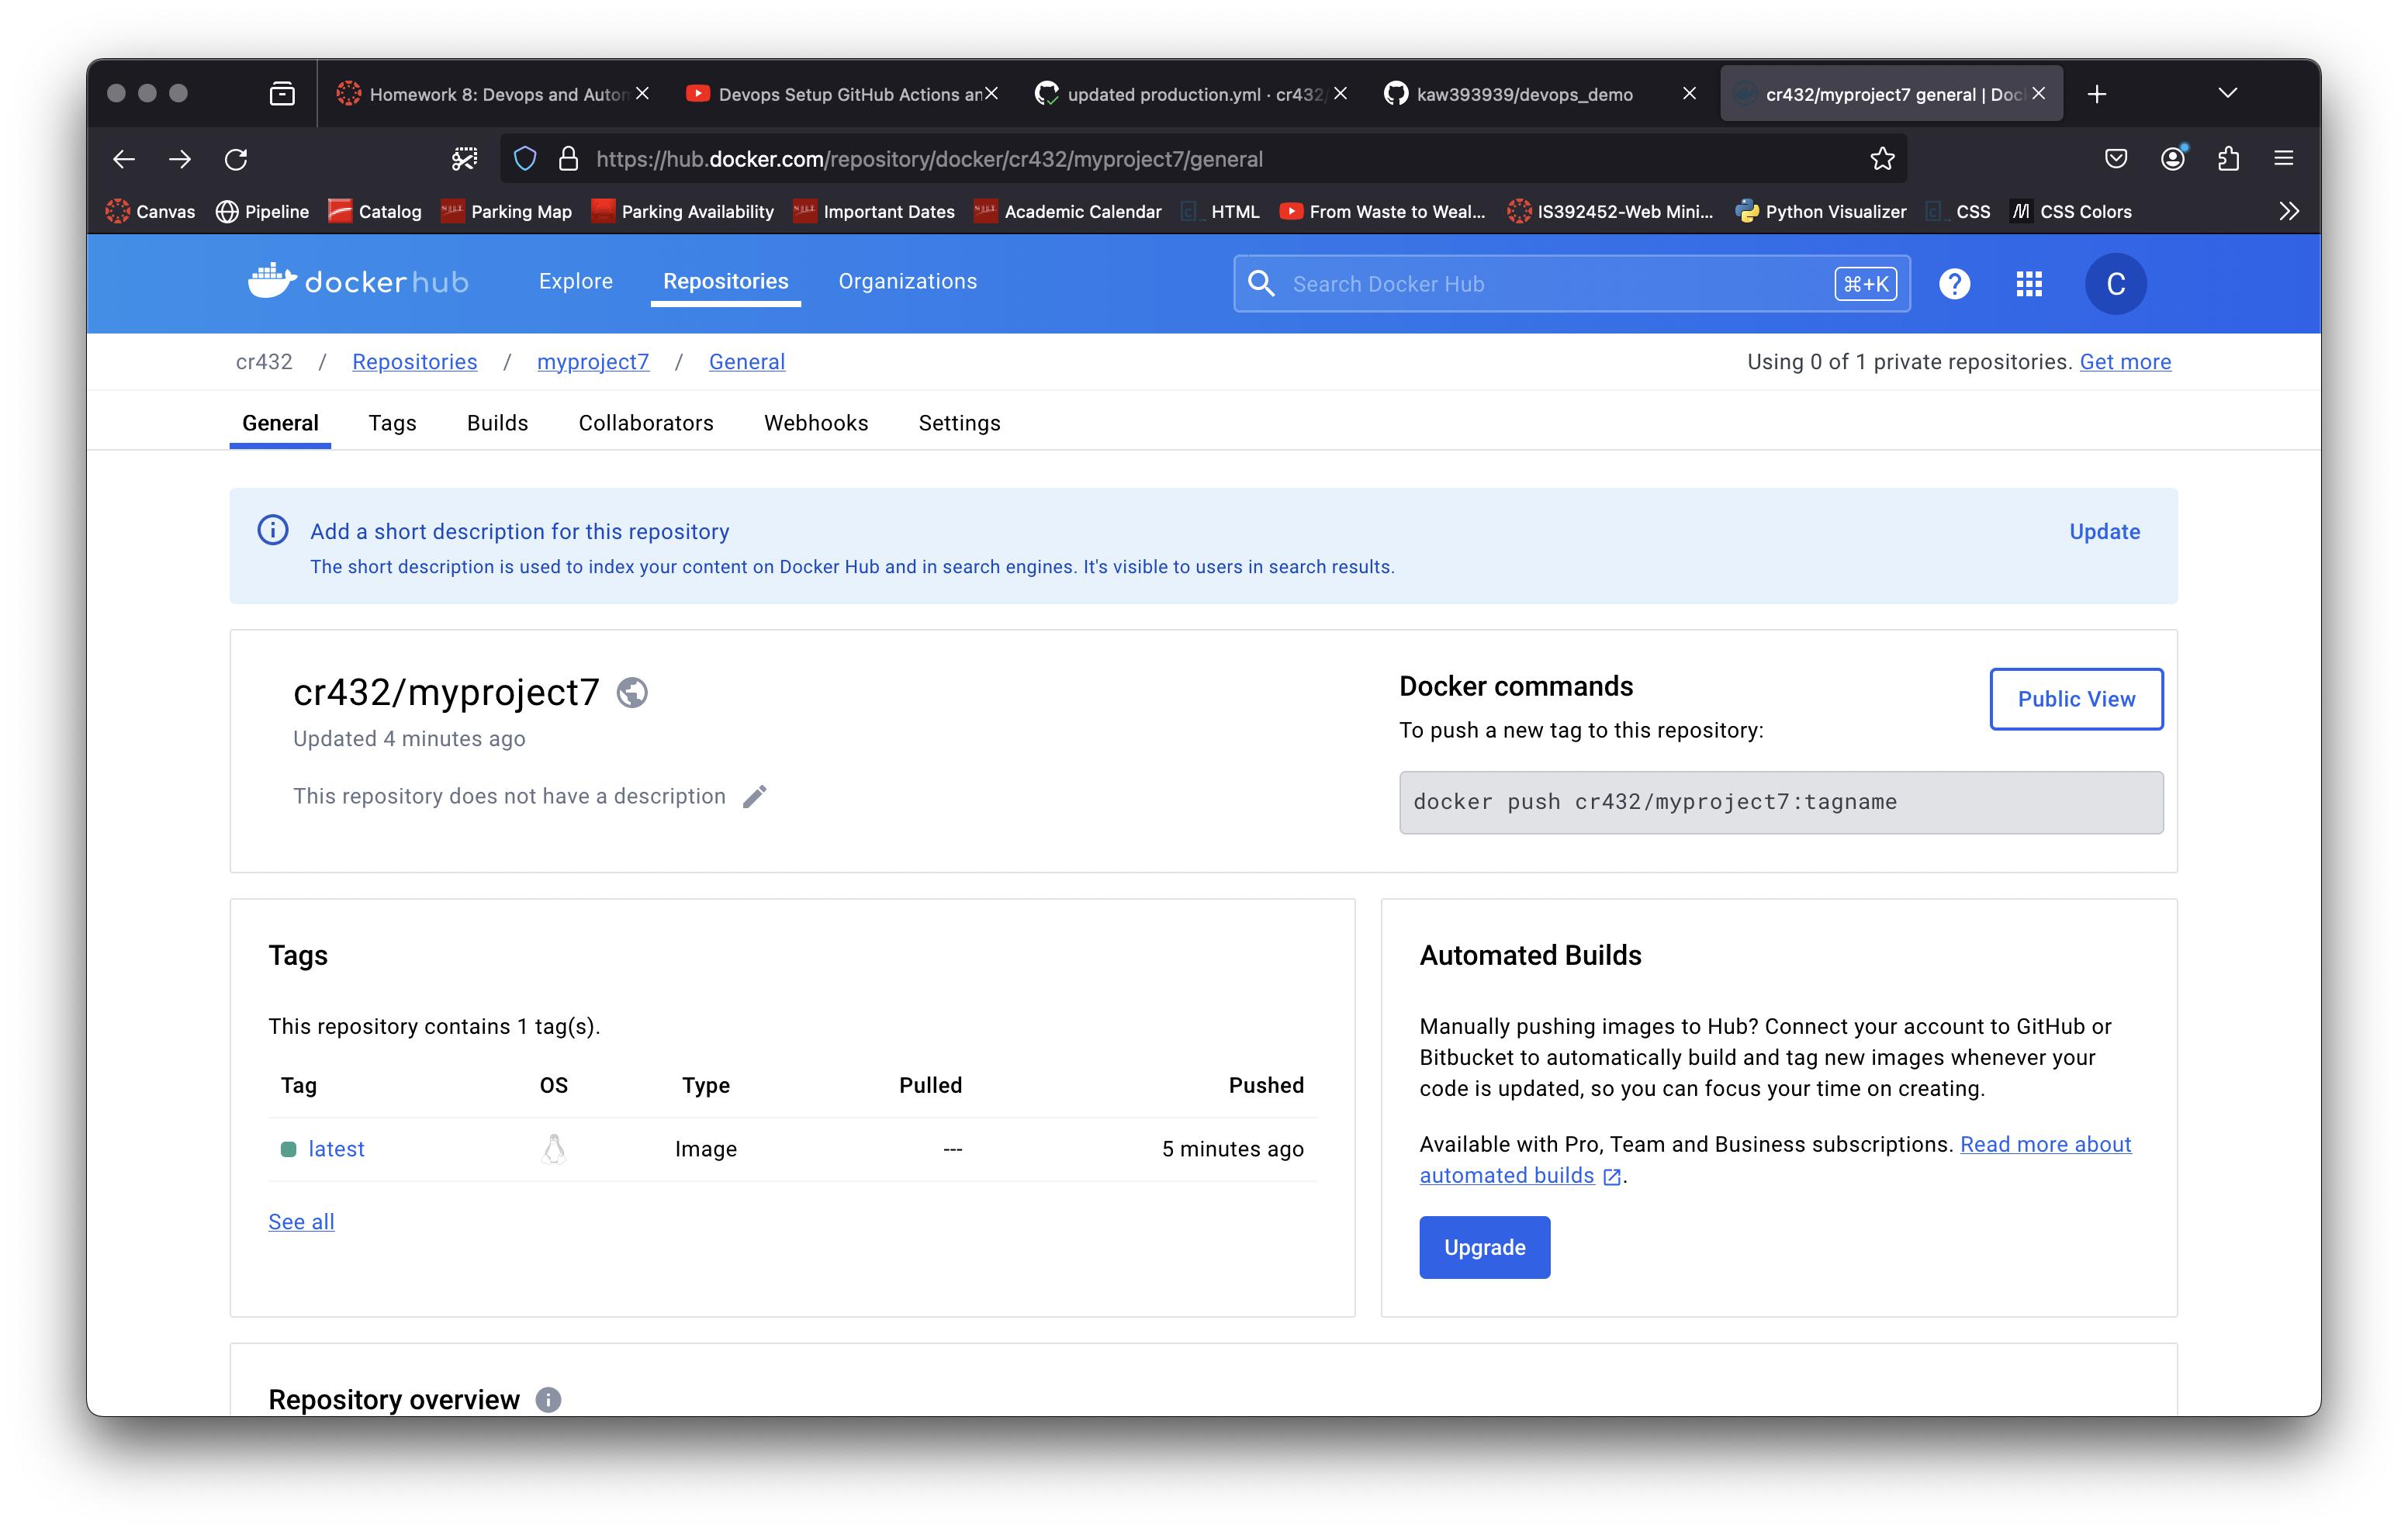 Homework 8: Devops and Auton
Devops Setup GitHub Actions an
updated production.yml · cr432/
kaw393939/devops_demo
cr432/myproject7 general | Doc
https://hub.docker.com/repository/docker/cr432/myproject7/general
Canvas
Pipeline
Catalog
Parking Map
Parking Availability
Important Dates
Academic Calendar
HTML
From Waste to Weal...
IS392452-Web Mini...
Python Visualizer
CSS
CSS Colors
dockerhub
Explore
Repositories
Organizations
Search Docker Hub
⌘+K
?
C
cr432 / Repositories / myproject7 / General
Using 0 of 1 private repositories. Get more
General
Tags
Builds
Collaborators
Webhooks
Settings
Add a short description for this repository
Update
The short description is used to index your content on Docker Hub and in search engines. It's visible to users in search results.
cr432/myproject7
Updated 4 minutes ago
This repository does not have a description
Docker commands
Public View
To push a new tag to this repository:
docker push cr432/myproject7:tagname
Tags
This repository contains 1 tag(s).
Tag OS Type Pulled Pushed
latest Image --- 5 minutes ago
See all
Automated Builds
Manually pushing images to Hub? Connect your account to GitHub or
Bitbucket to automatically build and tag new images whenever your
code is updated, so you can focus your time on creating.
Available with Pro, Team and Business subscriptions. Read more about
automated builds .
Upgrade
Repository overview